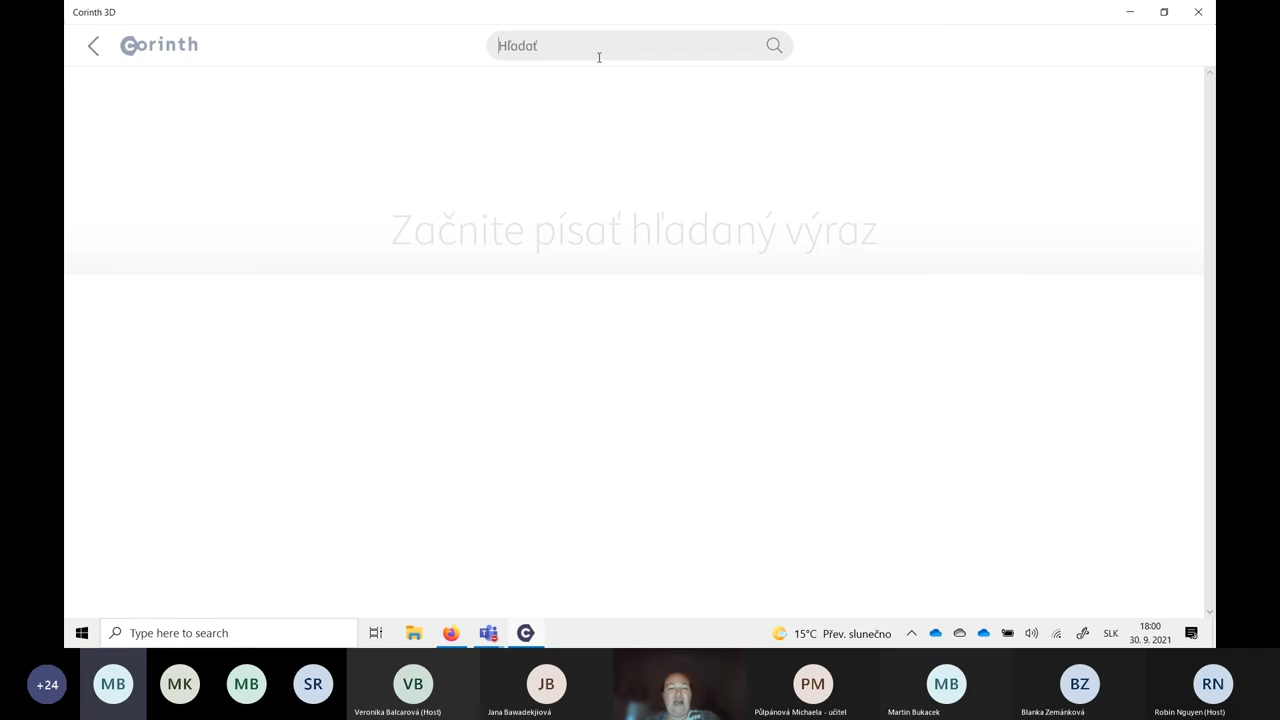 Corinth 3D
Corinth
Hľadať
Začnite písať hľadaný výraz
Type here to search
15°C Přev. slunečno
SLK
18:00
30. 9. 2021
+24
MB
MK
MB
SR
VB
JB
PM
MB
BZ
RN
Veronika Balcarová (Host)
Jana Bawadekjiová
Půlpánová Michaela - učitel
Martin Bukacek
Blanka Zemánková
Robin Nguyen (Host)